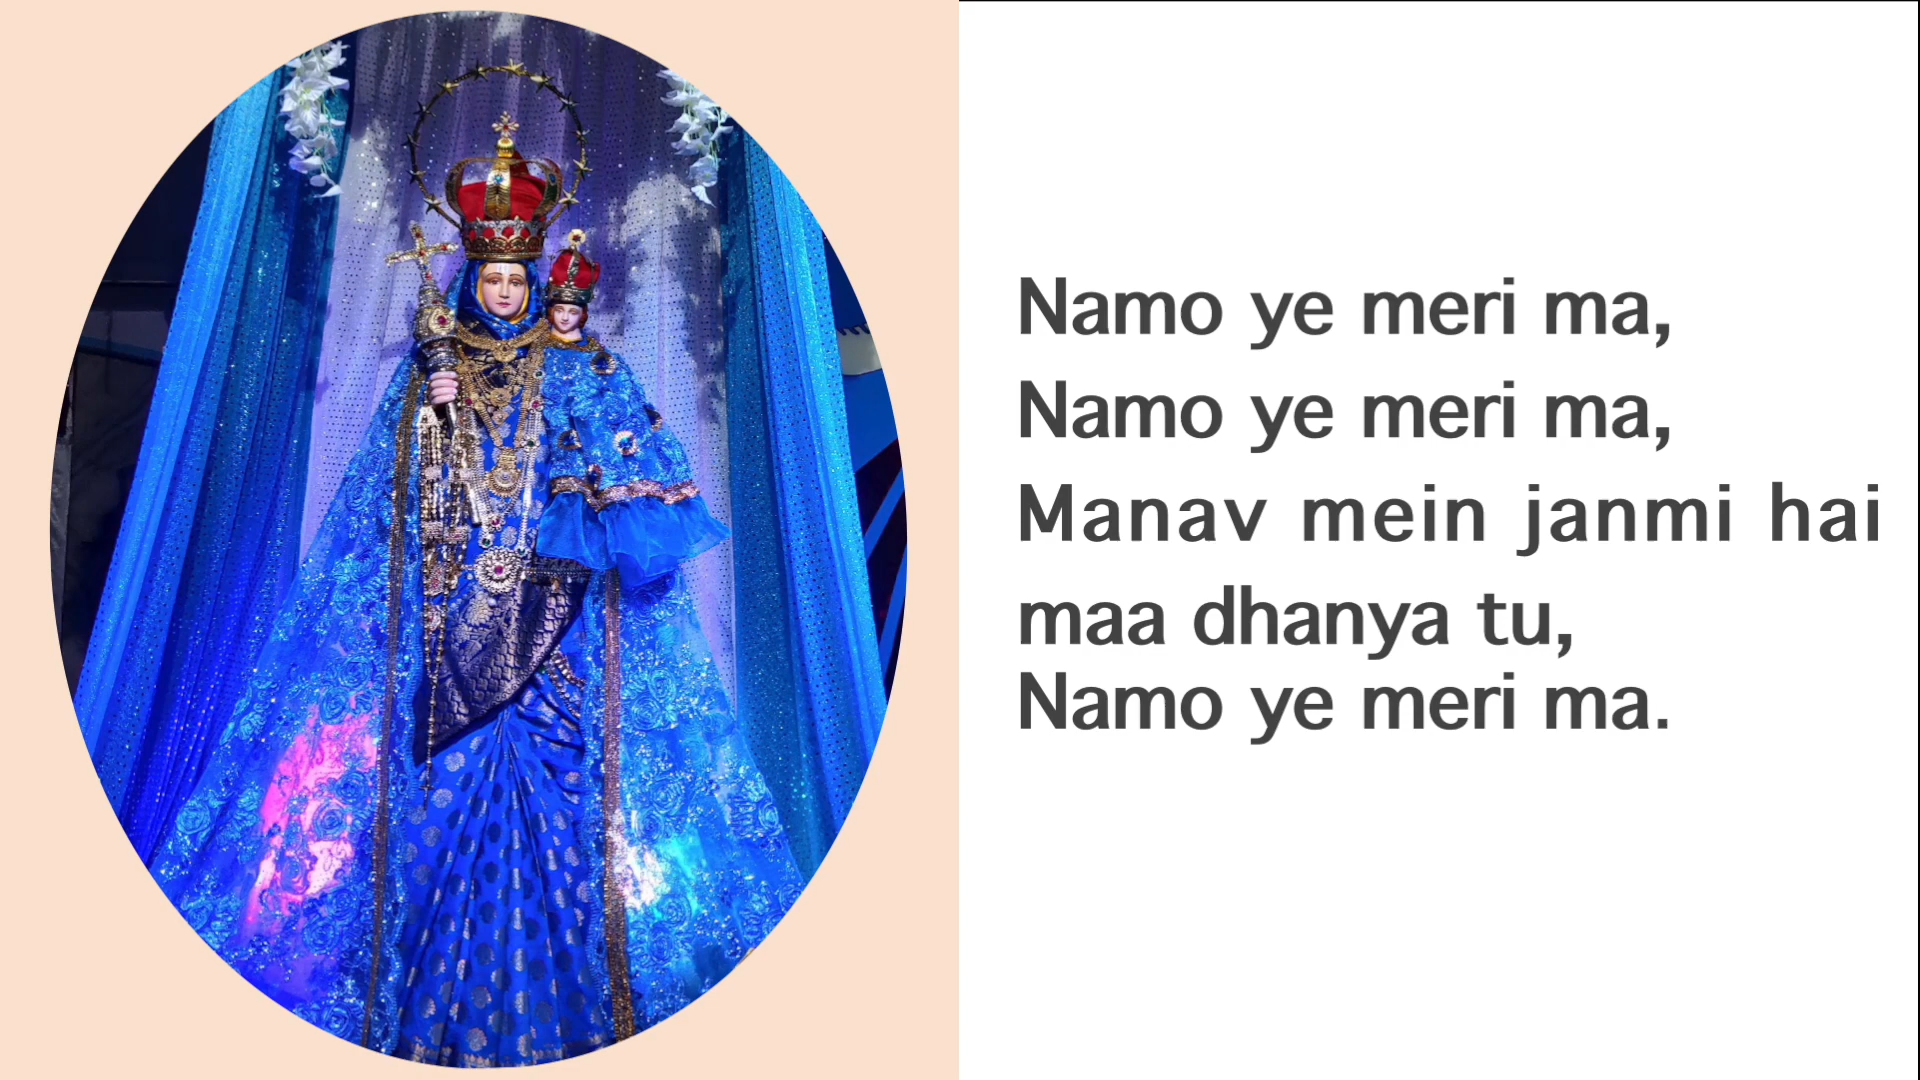 Namo ye meri ma,
Namo ye meri ma,
Manav mein janmi hai
maa dhanya tu,
Namo ye meri ma.